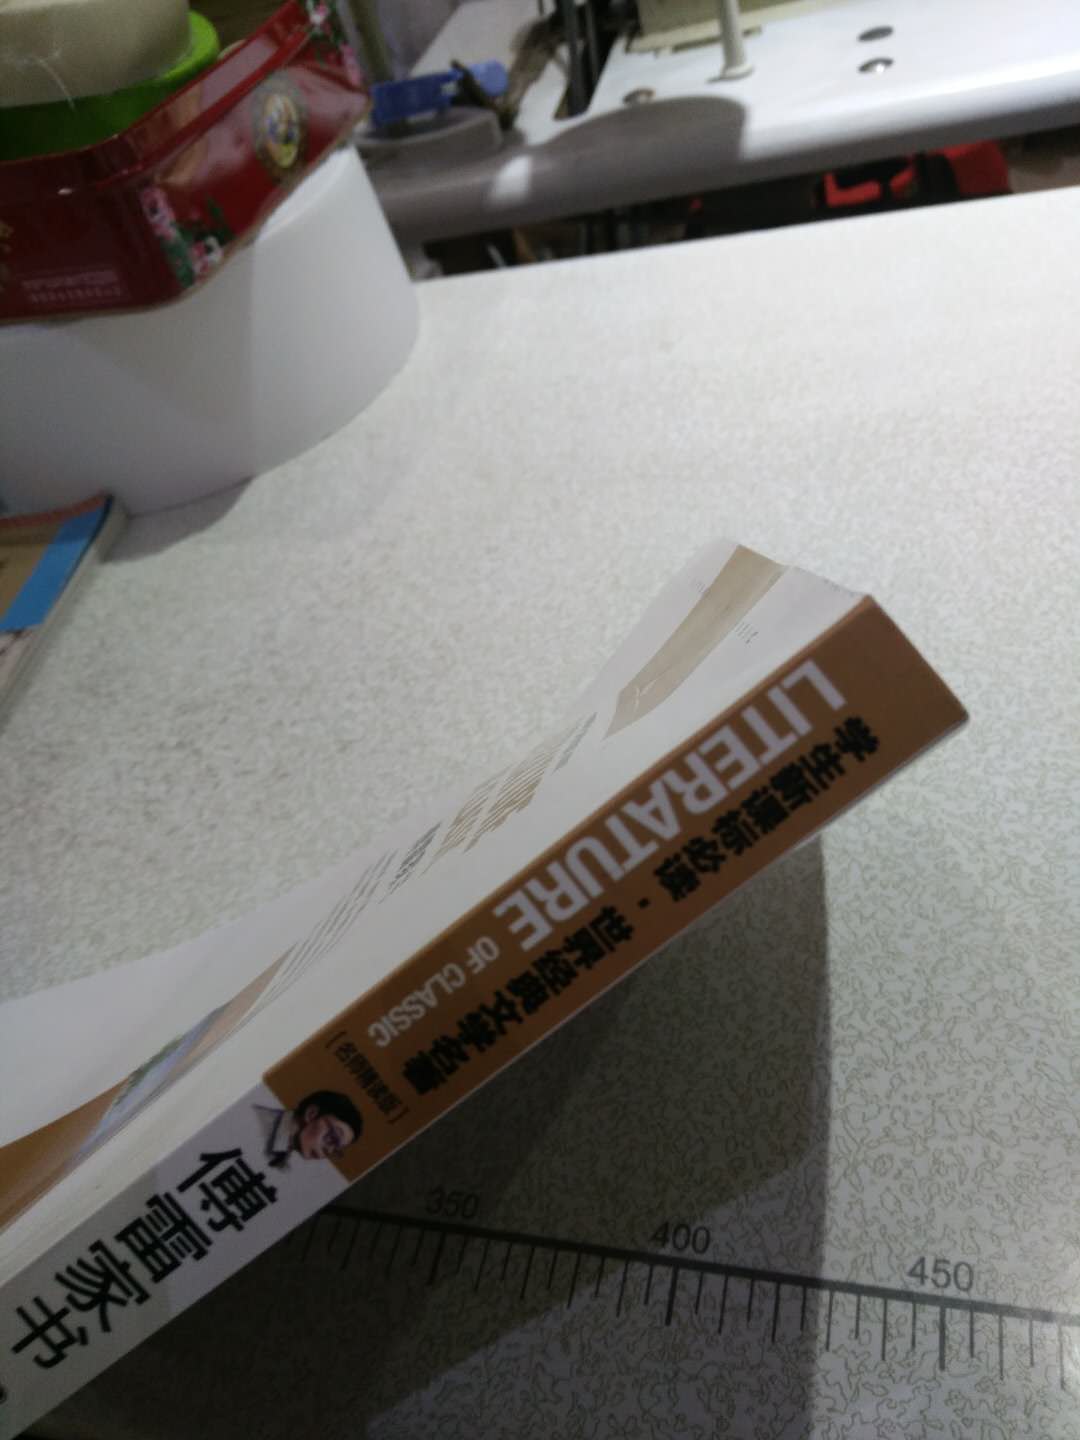 LITERATURE OF CLASSIC
学生新课标必读·世界经典文学名著
[名师精读版]
傅雷家书
350
400
450